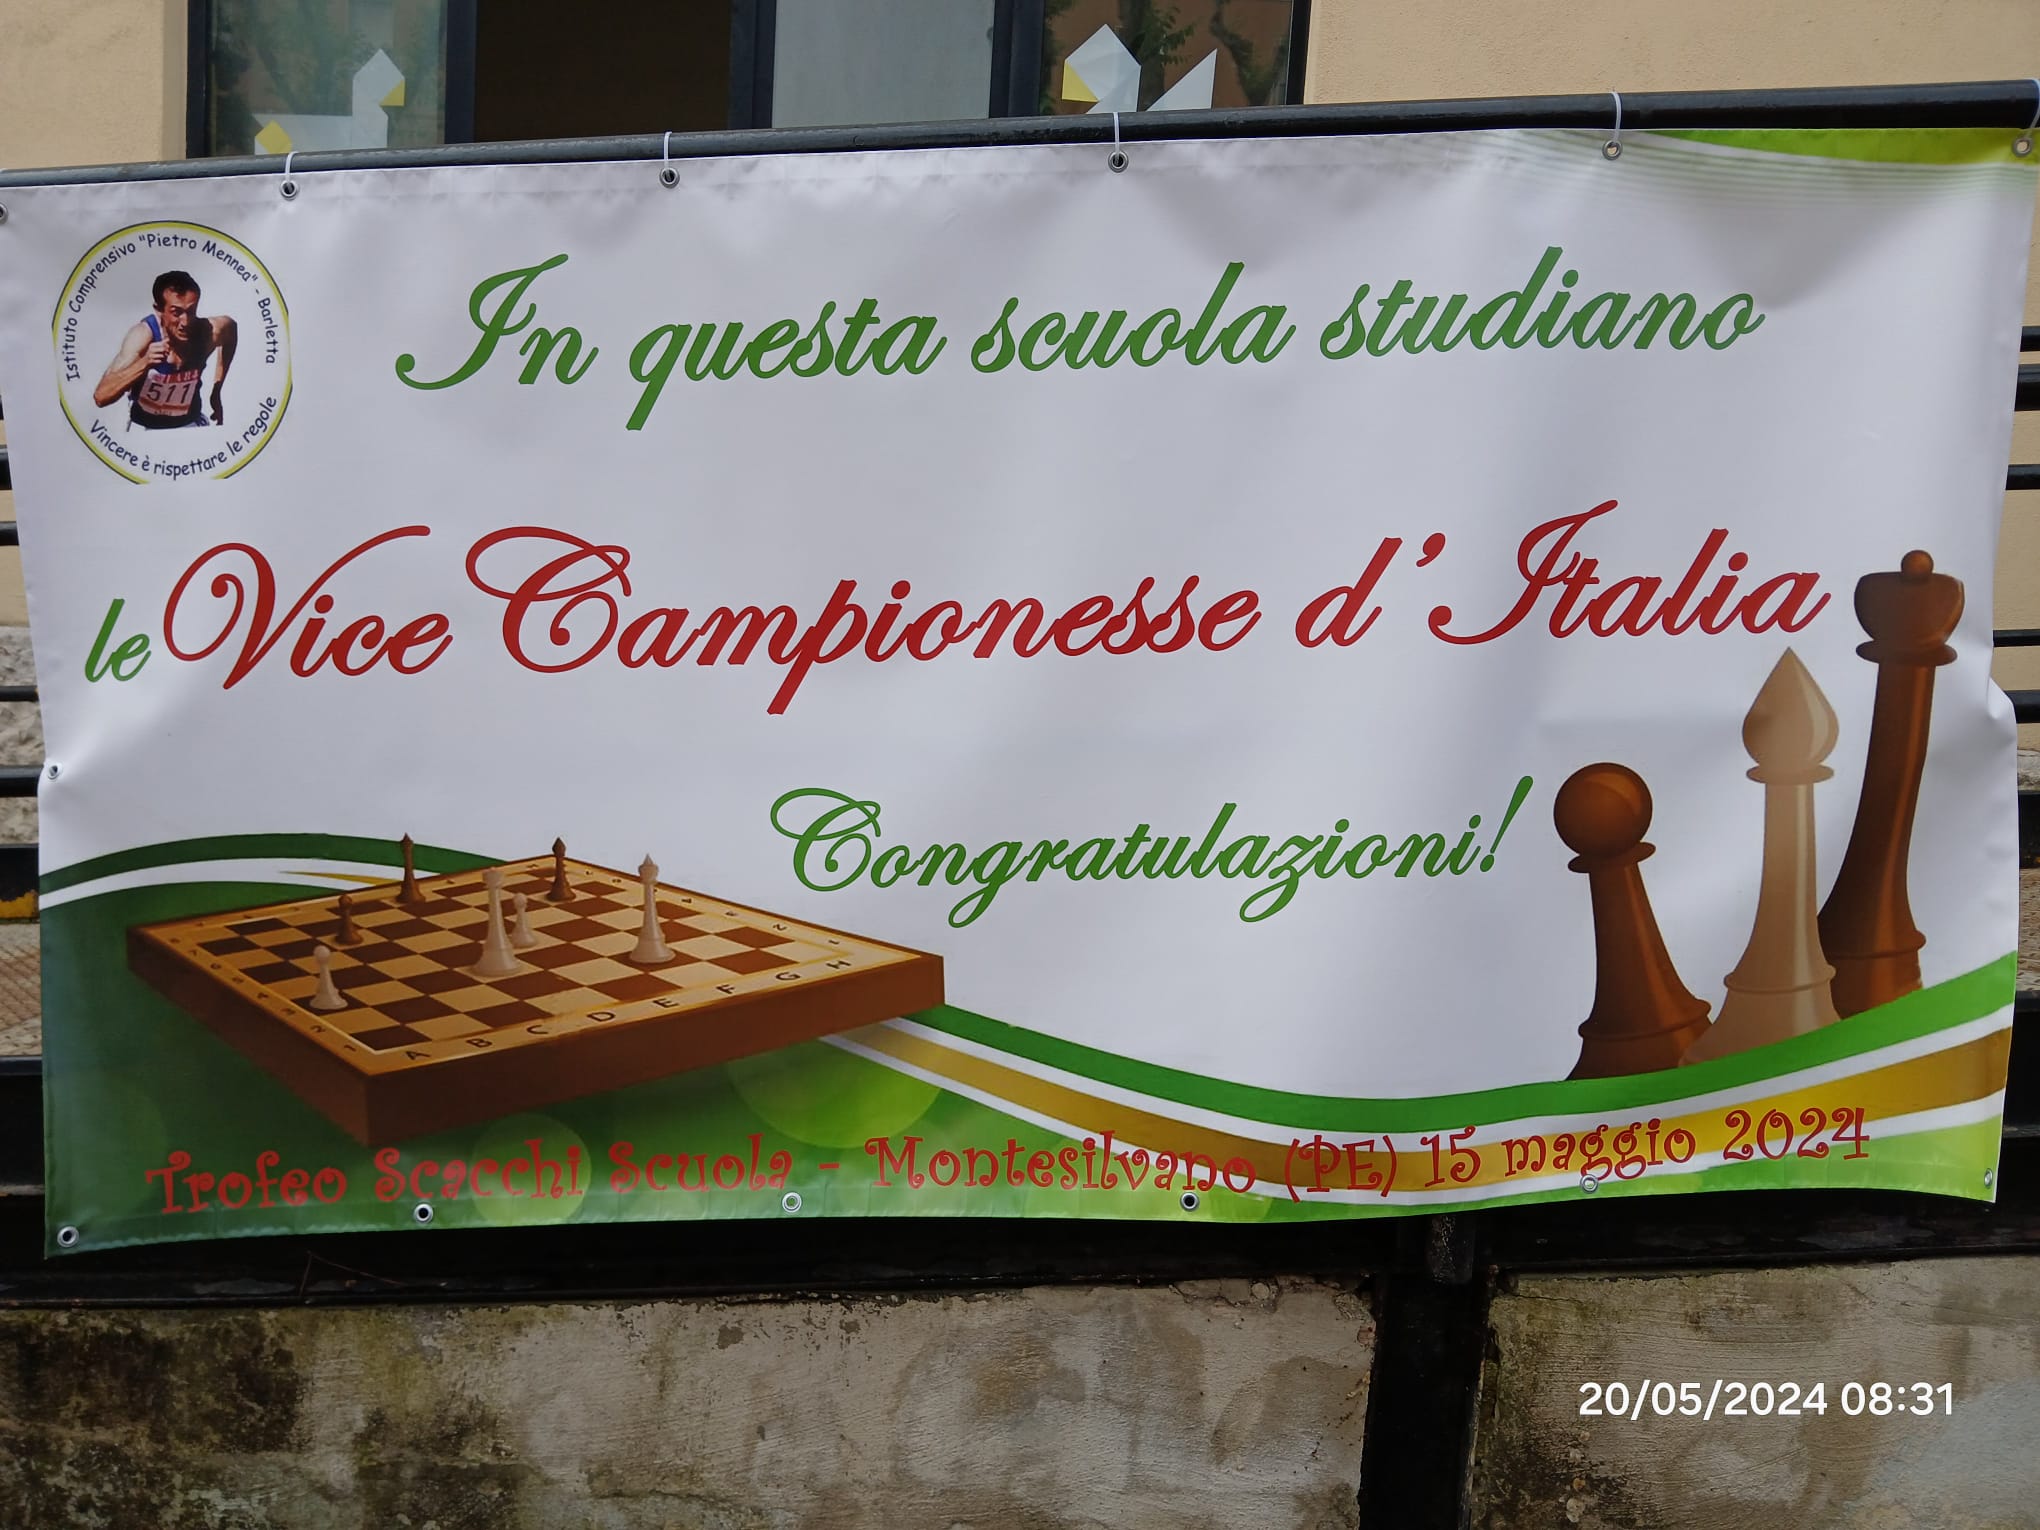 Istituto Comprensivo "Pietro Mennea" - Barletta
511
Vincere è rispettare le regole
In questa scuola studiano
le Vice Campionesse d'Italia
Congratulazioni!
A B C D E F G H
Trofeo Scacchi Scuola - Montesilvano (PE) 15 maggio 2024
20/05/2024 08:31